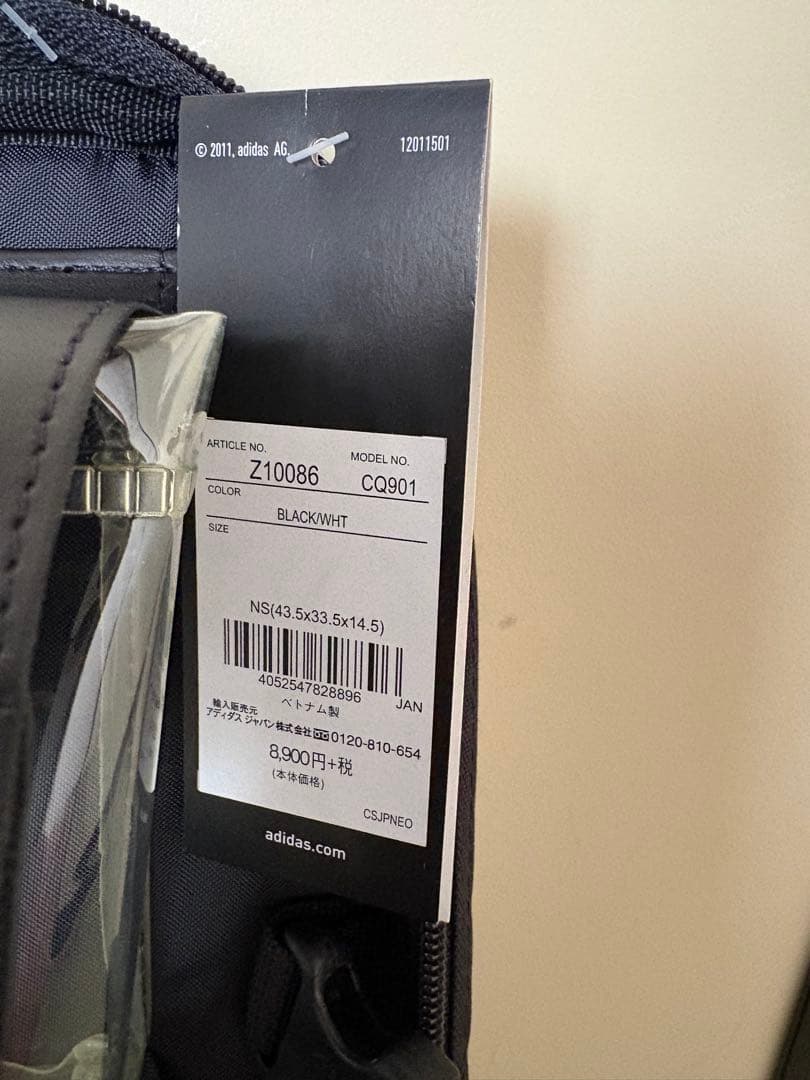 © 2011, adidas AG.
12011501
ARTICLE NO.
MODEL NO.
Z10086
CQ901
COLOR
BLACK/WHT
SIZE
NS(43.5x33.5x14.5)
4052547828896
JAN
ベトナム製
輸入販売元
アディダス ジャパン株式会社 0120-810-654
8,900円+税
(本体価格)
CSJPNEO
adidas.com